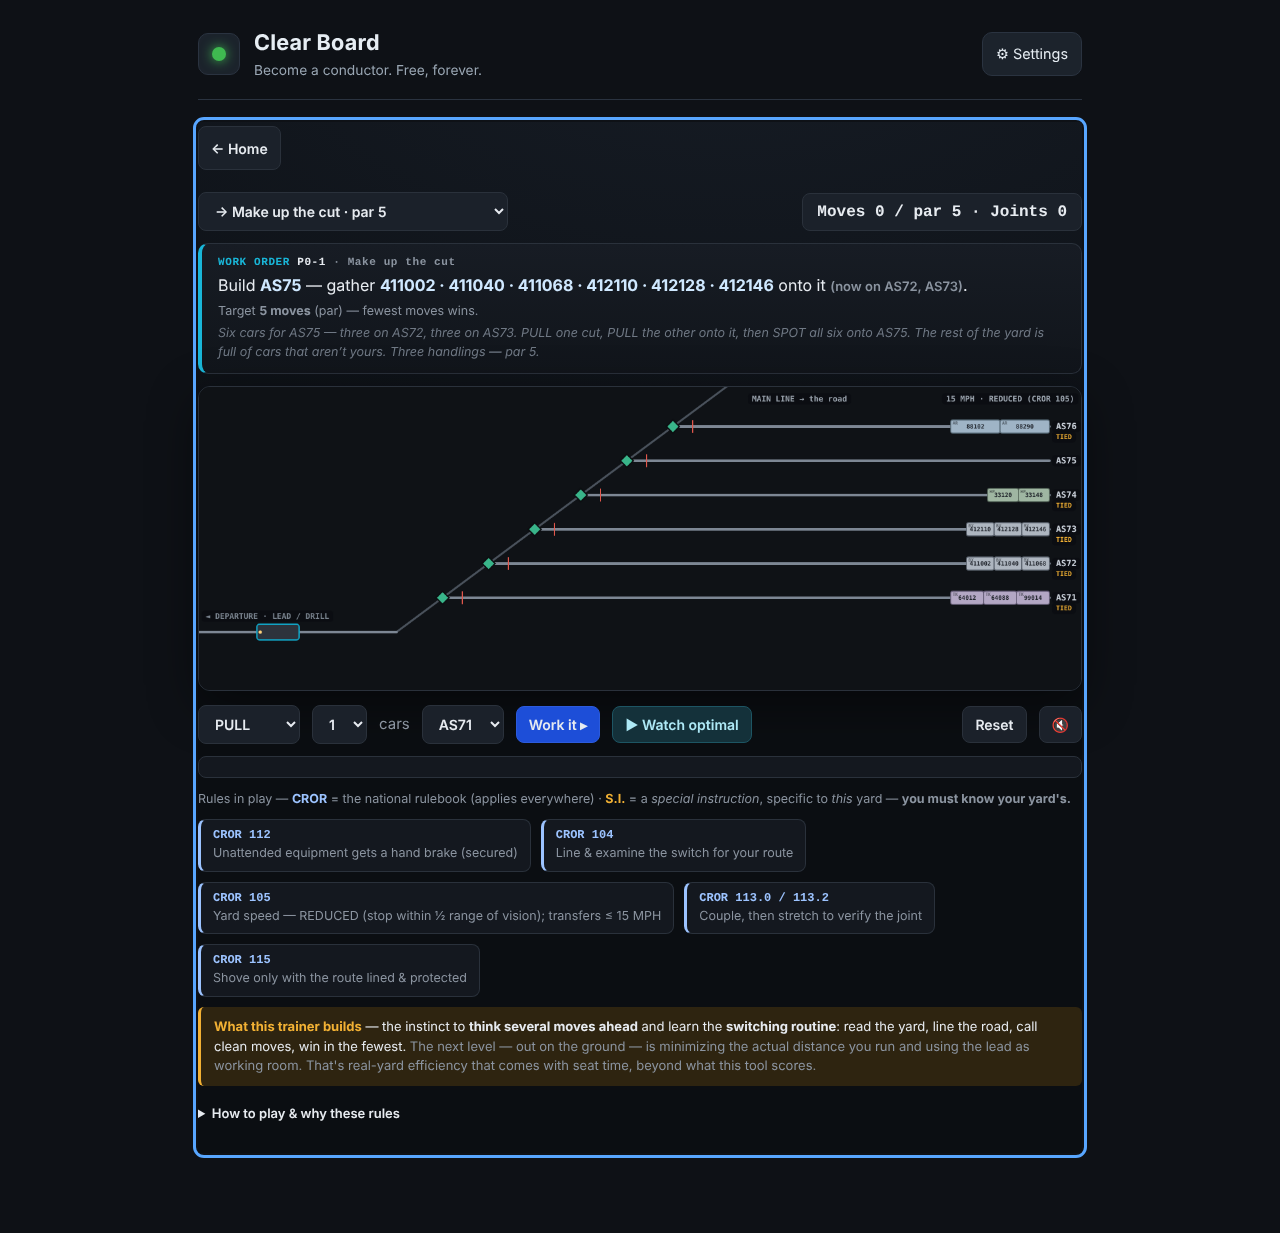 Clear Board
Become a conductor. Free, forever.
⚙ Settings
← Home
→ Make up the cut · par 5
Moves 0 / par 5 · Joints 0
WORK ORDER P0-1 · Make up the cut
Build AS75 — gather 411002 · 411040 · 411068 · 412110 · 412128 · 412146 onto it (now on AS72, AS73).
Target 5 moves (par) — fewest moves wins.
Six cars for AS75 — three on AS72, three on AS73. PULL one cut, PULL the other onto it, then SPOT all six onto AS75. The rest of the yard is
full of cars that aren't yours. Three handlings — par 5.
MAIN LINE → the road
15 MPH · REDUCED (CROR 105)
88102 88290 AS76
TIED
AS75
33120 33148 AS74
TIED
412110 412128 412146 AS73
TIED
411002 411040 411068 AS72
TIED
64012 64088 99014 AS71
TIED
◄ DEPARTURE · LEAD / DRILL
PULL 1 cars AS71 Work it ▸ ▶ Watch optimal Reset
Rules in play — CROR = the national rulebook (applies everywhere) · S.I. = a special instruction, specific to this yard — you must know your yard's.
CROR 112
Unattended equipment gets a hand brake (secured)
CROR 104
Line & examine the switch for your route
CROR 105
Yard speed — REDUCED (stop within ½ range of vision); transfers ≤ 15 MPH
CROR 113.0 / 113.2
Couple, then stretch to verify the joint
CROR 115
Shove only with the route lined & protected
What this trainer builds — the instinct to think several moves ahead and learn the switching routine: read the yard, line the road, call
clean moves, win in the fewest. The next level — out on the ground — is minimizing the actual distance you run and using the lead as
working room. That's real-yard efficiency that comes with seat time, beyond what this tool scores.
▶ How to play & why these rules